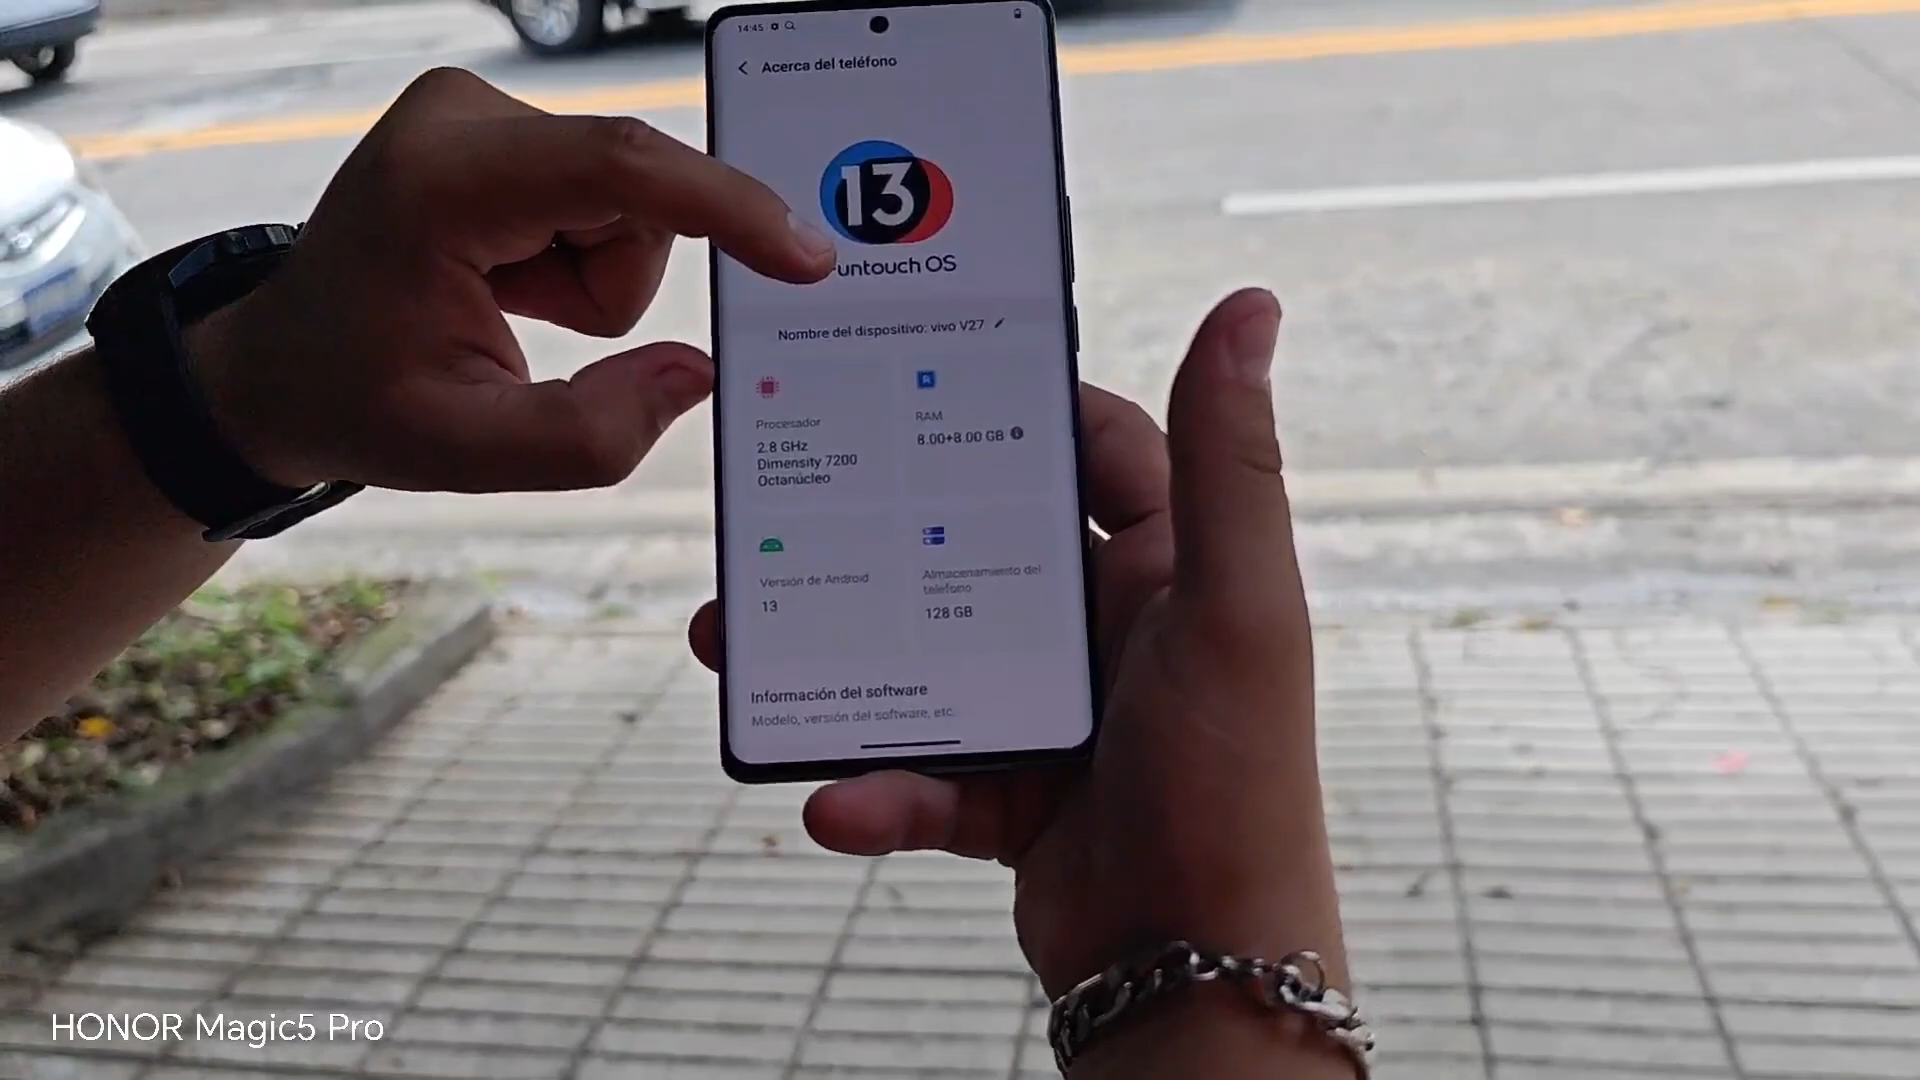 14:45
Acerca del teléfono
13
untouch OS
Nombre del dispositivo: vivo V27
Procesador
2.8 GHz
Dimensity 7200
Octanúcleo
RAM
8.00+8.00 GB
Versión de Android
13
Almacenamiento del
teléfono
128 GB
Información del software
Modelo, versión del software, etc.
HONOR Magic5 Pro